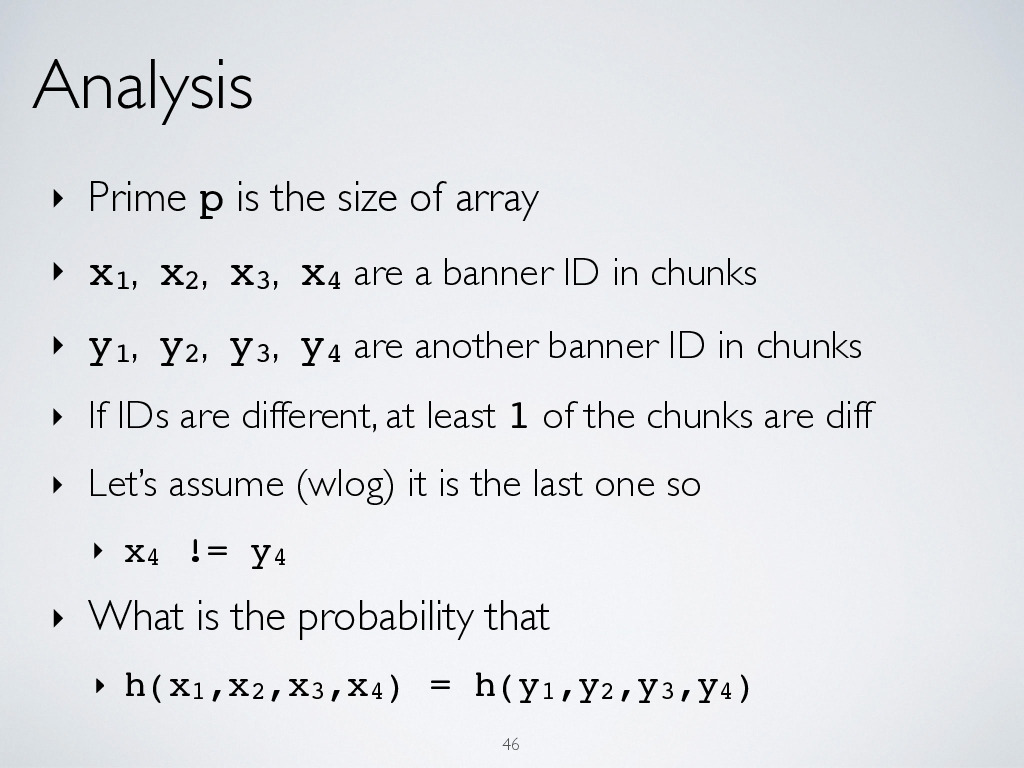 Analysis
‣ Prime p is the size of array
‣ x₁, x₂, x₃, x₄ are a banner ID in chunks
‣ y₁, y₂, y₃, y₄ are another banner ID in chunks
‣ If IDs are different, at least 1 of the chunks are diff
‣ Let's assume (wlog) it is the last one so
‣ x₄ != y₄
‣ What is the probability that
‣ h(x₁,x₂,x₃,x₄) = h(y₁,y₂,y₃,y₄)
46